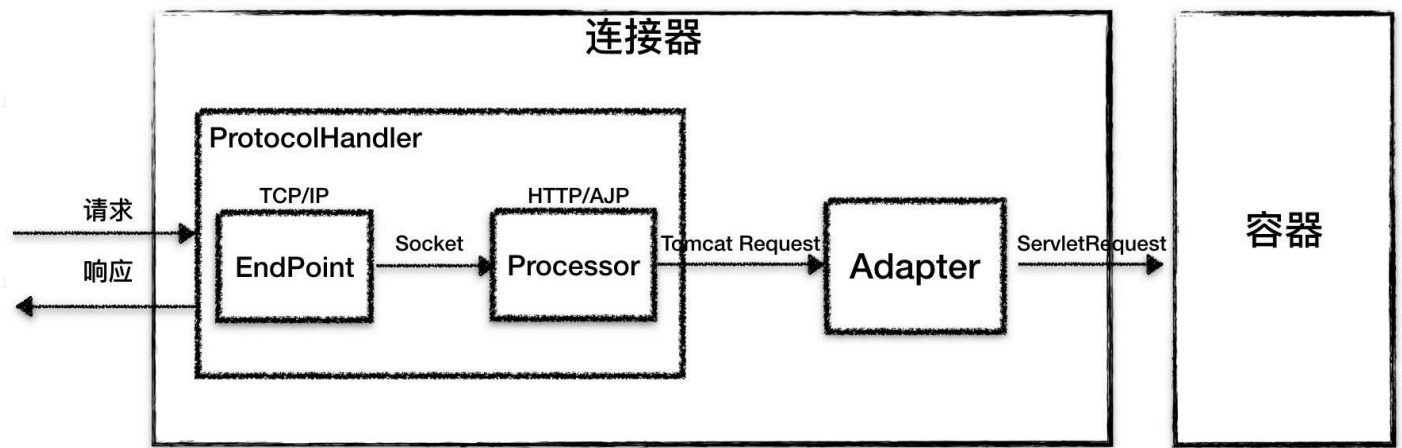 连接器
ProtocolHandler
TCP/IP
HTTP/AJP
请求
响应
EndPoint
Socket
Processor
Tomcat Request
Adapter
ServletRequest
容器